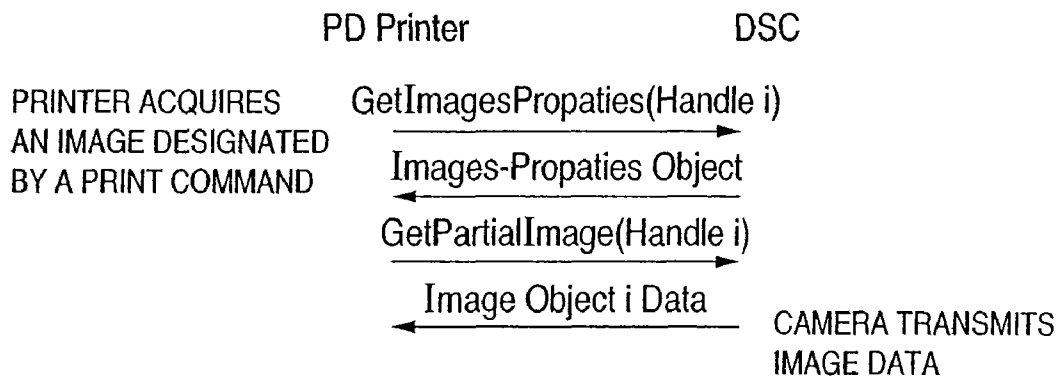 PD Printer DSC
PRINTER ACQUIRES
AN IMAGE DESIGNATED
BY A PRINT COMMAND
GetImagesPropaties(Handle i)
Images-Propaties Object
GetPartialImage(Handle i)
Image Object i Data
CAMERA TRANSMITS
IMAGE DATA